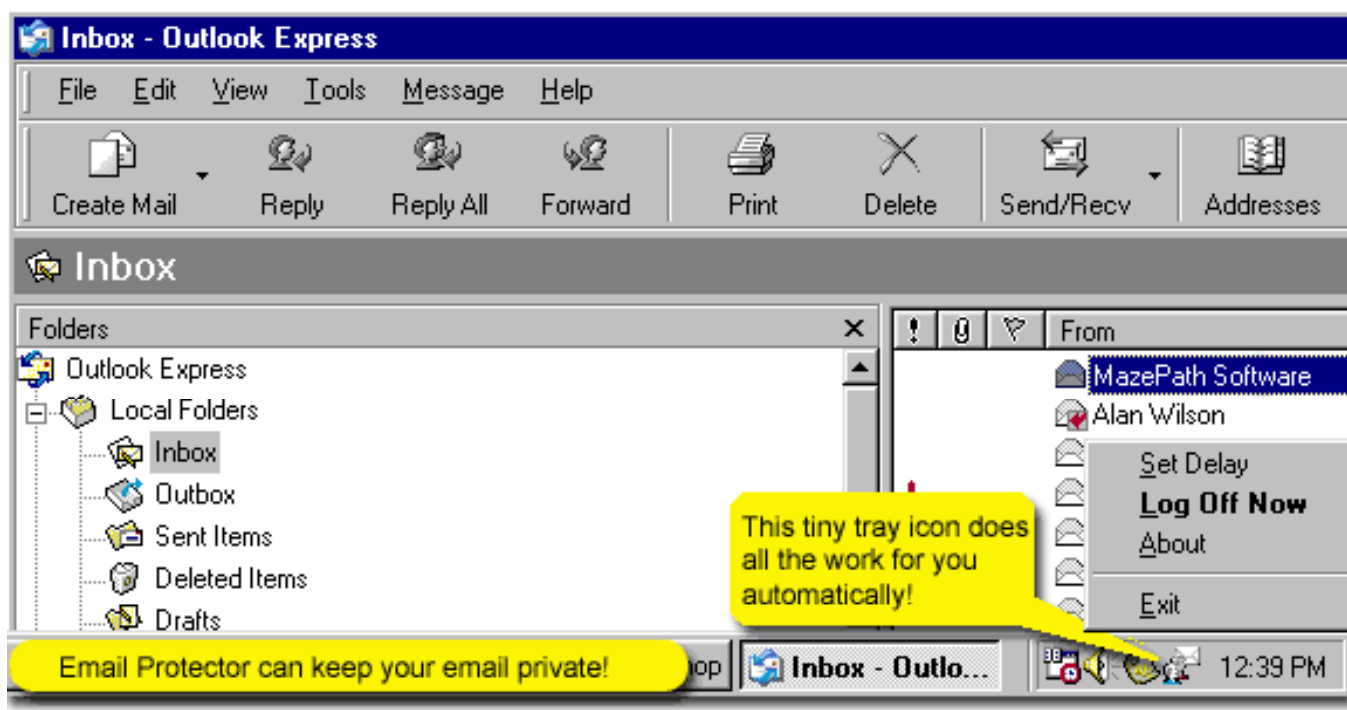 Inbox - Outlook Express
File Edit View Tools Message Help
Create Mail Reply Reply All Forward Print Delete Send/Recv Addresses
Inbox
Folders
! From
Outlook Express
MazePath Software
Local Folders
Alan Wilson
Inbox
Outbox
Sent Items
Deleted Items
Drafts
Set Delay
Log Off Now
About
Exit
This tiny tray icon does
all the work for you
automatically!
Email Protector can keep your email private!
op
Inbox - Outlo...
12:39 PM